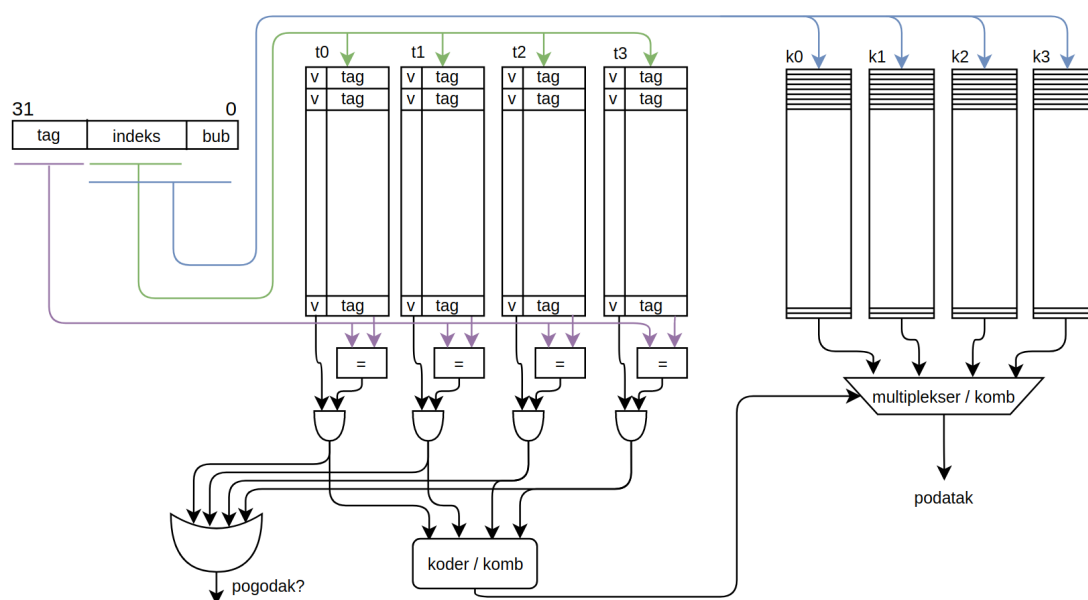 t0 t1 t2 t3 k0 k1 k2 k3
v tag v tag v tag v tag
v tag v tag v tag v tag
31 0
tag indeks bub
v tag v tag v tag v tag
= = = =
multiplekser / komb
podatak
koder / komb
pogodak?